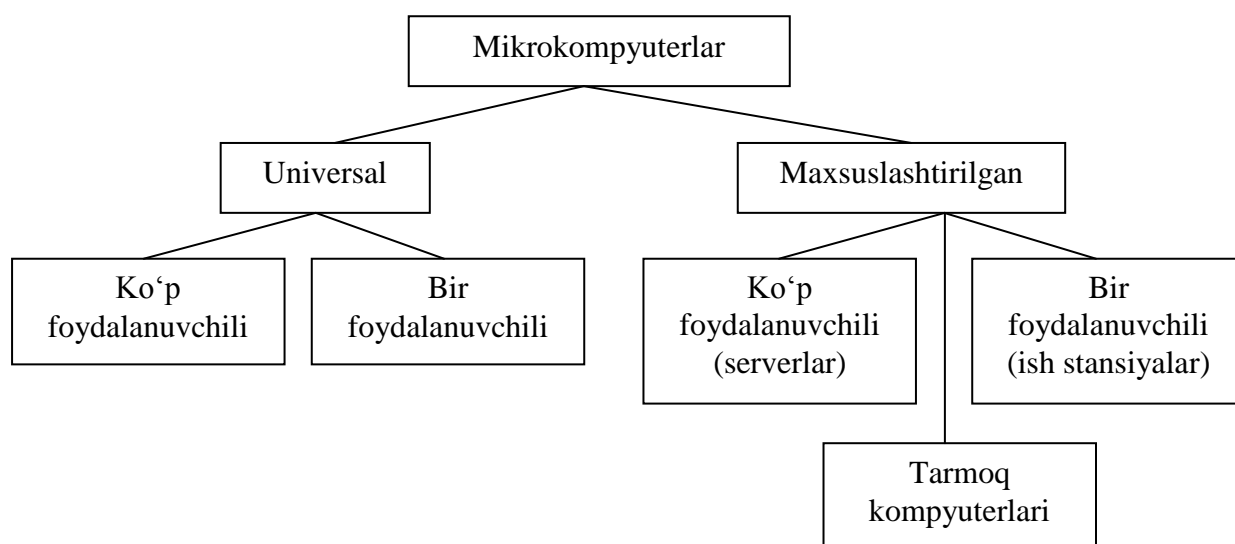 Mikrokompyuterlar
Universal
Maxsuslashtirilgan
Ko‘p
foydalanuvchili
Bir
foydalanuvchili
Ko‘p
foydalanuvchili
(serverlar)
Bir
foydalanuvchili
(ish stansiyalar)
Tarmoq
kompyuterlari